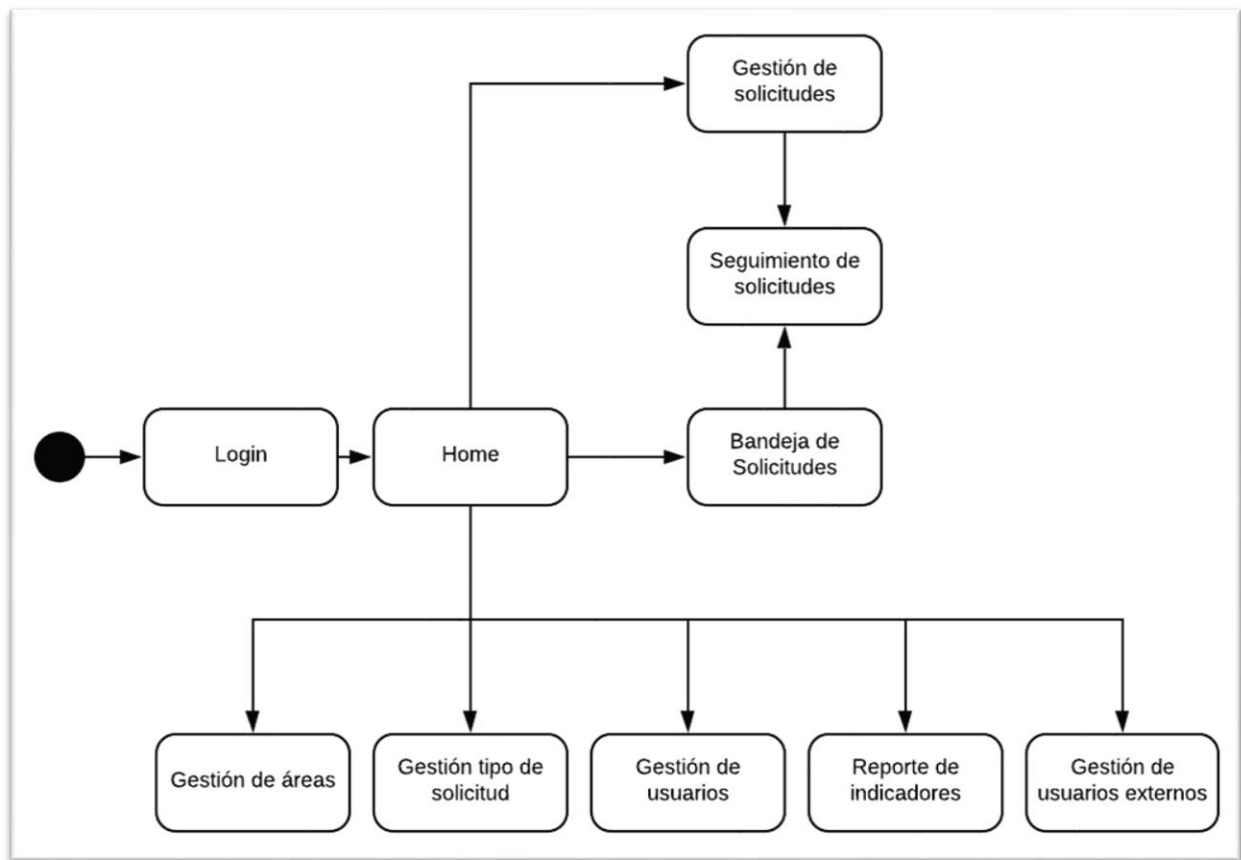 Gestión de
solicitudes
Seguimiento de
solicitudes
Login
Home
Bandeja de
Solicitudes
Gestión de áreas
Gestión tipo de
solicitud
Gestión de
usuarios
Reporte de
indicadores
Gestión de
usuarios externos